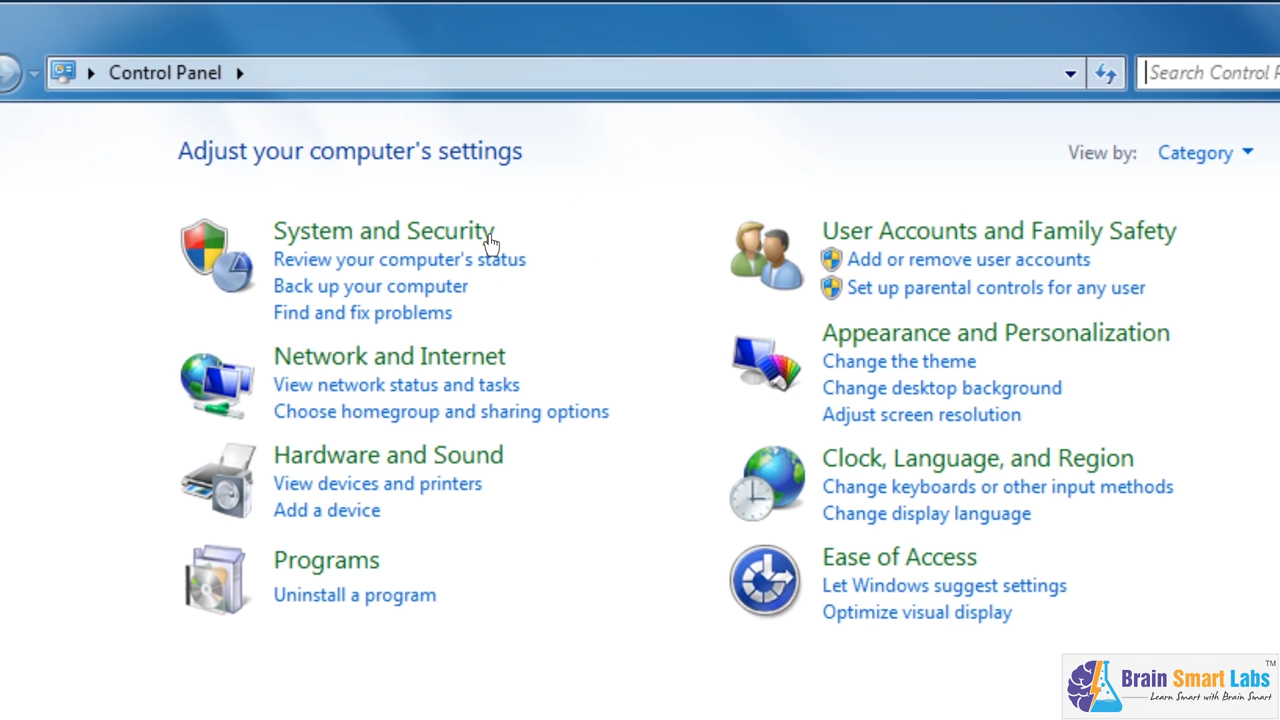 Control Panel
Search Control
Adjust your computer's settings
View by: Category
System and Security
Review your computer's status
Back up your computer
Find and fix problems
Network and Internet
View network status and tasks
Choose homegroup and sharing options
Hardware and Sound
View devices and printers
Add a device
Programs
Uninstall a program
User Accounts and Family Safety
Add or remove user accounts
Set up parental controls for any user
Appearance and Personalization
Change the theme
Change desktop background
Adjust screen resolution
Clock, Language, and Region
Change keyboards or other input methods
Change display language
Ease of Access
Let Windows suggest settings
Optimize visual display
Brain Smart Labs ™
Learn Smart with Brain Smart